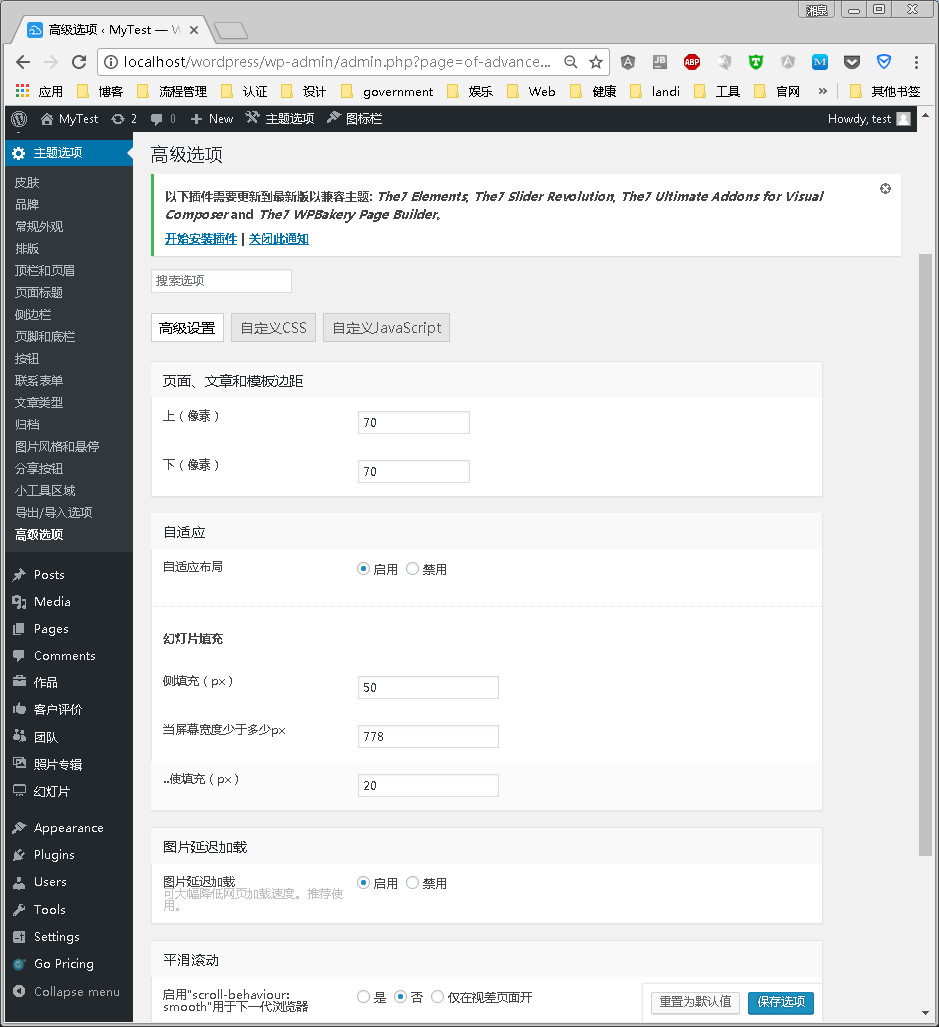 湘泉
高级选项 ‹ MyTest — W
localhost/wordpress/wp-admin/admin.php?page=of-advance...
应用 博客 流程管理 认证 设计 government 娱乐 Web 健康 landi 工具 官网 » 其他书签
MyTest 2 0 New 主题选项 图标栏 Howdy, test
主题选项
皮肤
品牌
常规外观
排版
顶栏和页眉
页面标题
侧边栏
页脚和底栏
按钮
联系表单
文章类型
归档
图片风格和悬停
分享按钮
小工具区域
导出/导入选项
高级选项
Posts
Media
Pages
Comments
作品
客户评价
团队
照片专辑
幻灯片
Appearance
Plugins
Users
Tools
Settings
Go Pricing
Collapse menu
高级选项
以下插件需要更新到最新版以兼容主题: The7 Elements, The7 Slider Revolution, The7 Ultimate Addons for Visual
Composer and The7 WPBakery Page Builder.
开始安装插件 | 关闭此通知
搜索选项
高级设置 自定义CSS 自定义JavaScript
页面、文章和模板边距
上 ( 像素 ) 70
下 ( 像素 ) 70
自适应
自适应布局 启用 禁用
幻灯片填充
侧填充 ( px ) 50
当屏幕宽度少于多少px 778
..使填充 ( px ) 20
图片延迟加载
图片延迟加载 启用 禁用
可大幅降低网页加载速度。推荐使
用。
平滑滚动
启用"scroll-behaviour:
smooth"用于下一代浏览器 是 否 仅在视差页面开
重置为默认值 保存选项